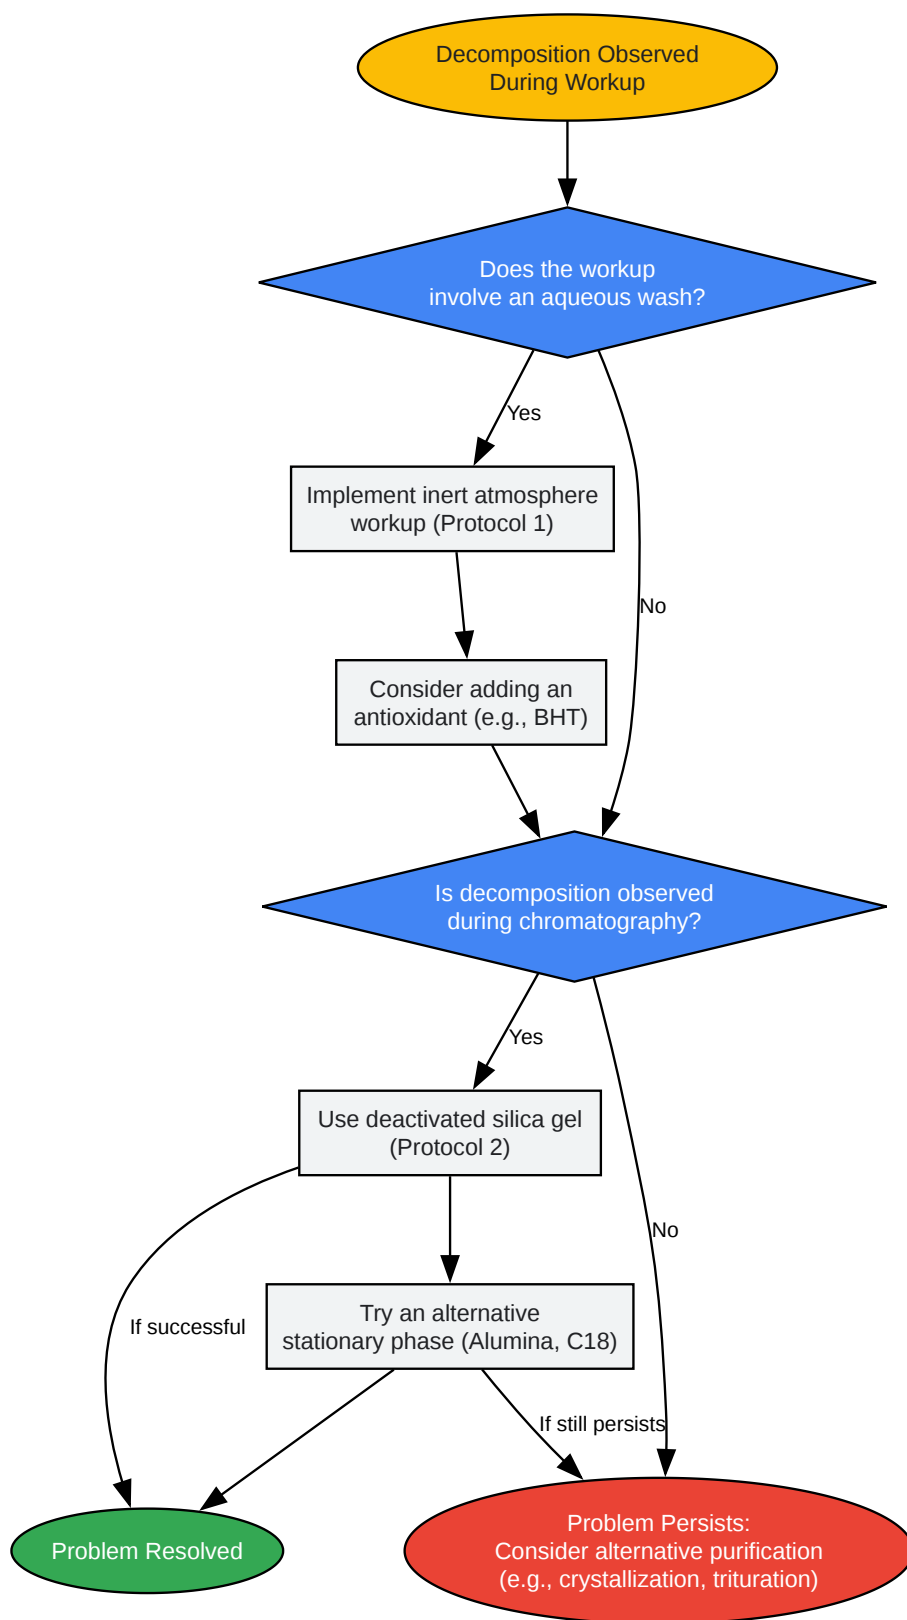 Decomposition Observed
During Workup
Does the workup
involve an aqueous wash?
Yes
Implement inert atmosphere
workup (Protocol 1)
No
Consider adding an
antioxidant (e.g., BHT)
Is decomposition observed
during chromatography?
Yes
Use deactivated silica gel
(Protocol 2)
No
If successful
Try an alternative
stationary phase (Alumina, C18)
If still persists
Problem Resolved
Problem Persists:
Consider alternative purification
(e.g., crystallization, trituration)